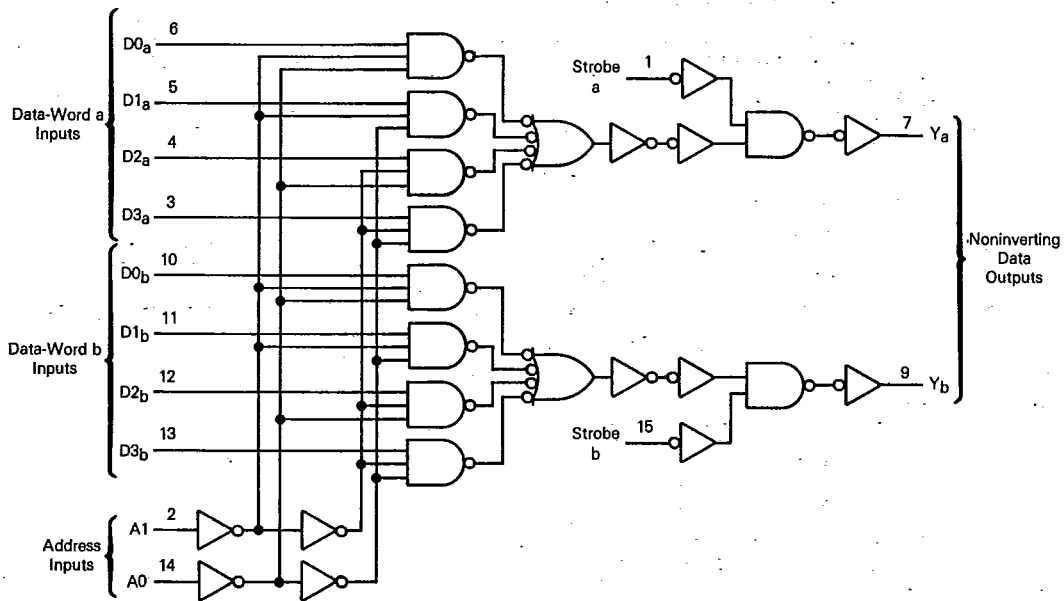 Data-Word a
Inputs
D0a 6
D1a 5
D2a 4
D3a 3
Data-Word b
Inputs
D0b 10
D1b 11
D2b 12
D3b 13
Address
Inputs
A1 2
A0 14
Strobe
a
1
7 Ya
Strobe
b
15
9 Yb
Noninverting
Data
Outputs